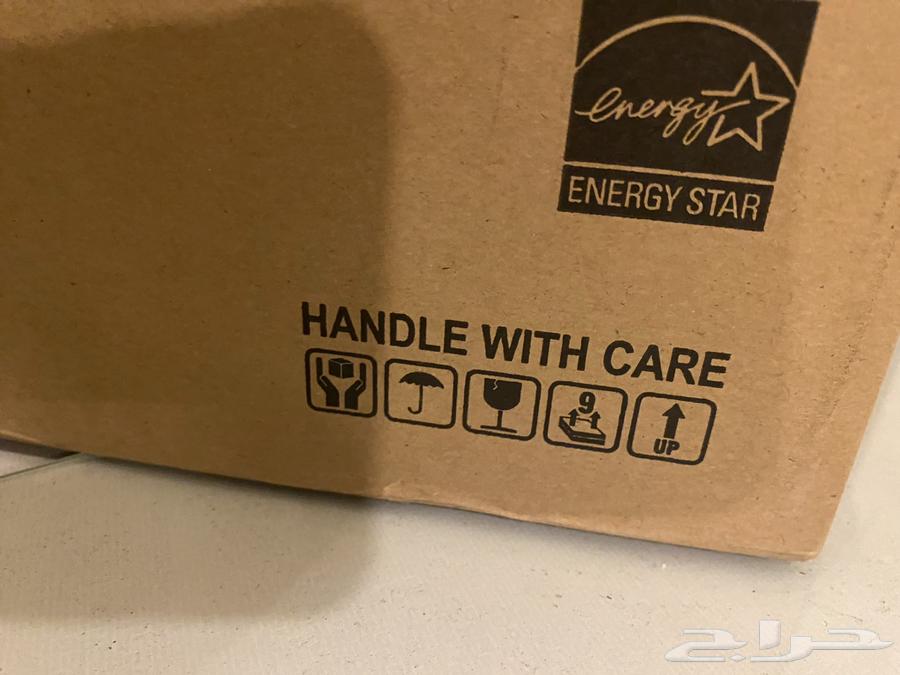 energy
ENERGY STAR
HANDLE WITH CARE
9
UP
حراج